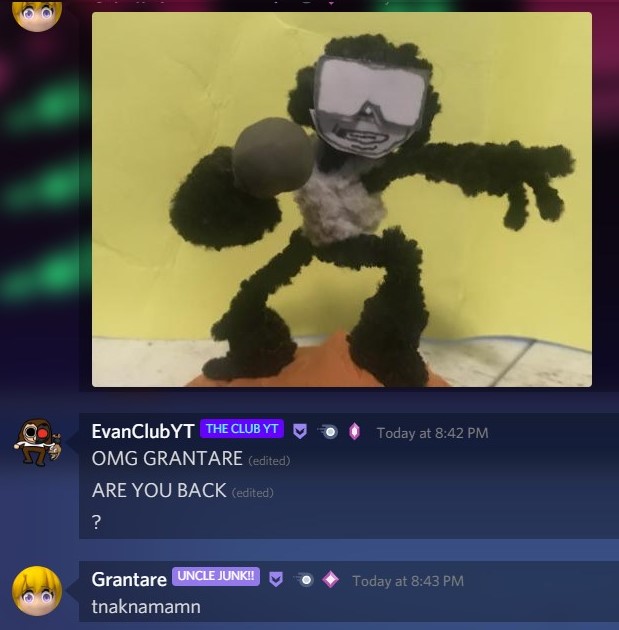 EvanClubYT THE CLUB YT Today at 8:42 PM
OMG GRANTARE (edited)
ARE YOU BACK (edited)
?
Grantare UNCLE JUNK!! Today at 8:43 PM
tnaknamamn